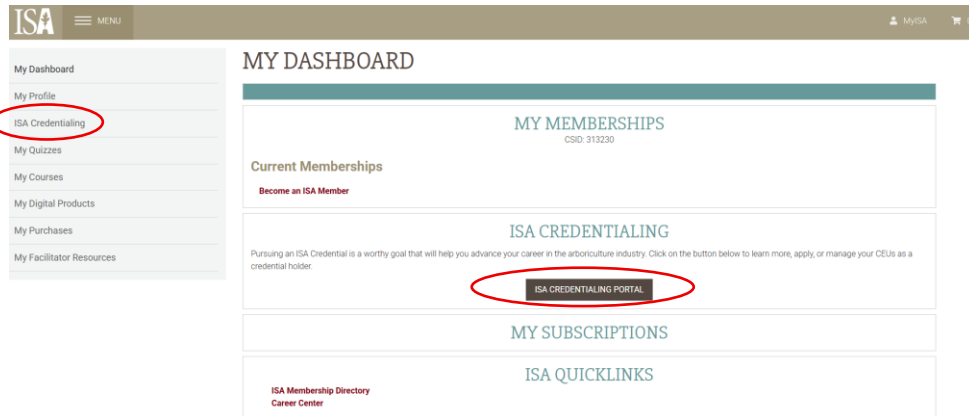 ISA
MENU
MyISA
My Dashboard
My Profile
ISA Credentialing
My Quizzes
My Courses
My Digital Products
My Purchases
My Facilitator Resources
MY DASHBOARD
MY MEMBERSHIPS
CSID: 313230
Current Memberships
Become an ISA Member
ISA CREDENTIALING
Pursuing an ISA Credential is a worthy goal that will help you advance your career in the arboriculture industry. Click on the button below to learn more, apply, or manage your CEUs as a
credential holder.
ISA CREDENTIALING PORTAL
MY SUBSCRIPTIONS
ISA QUICKLINKS
ISA Membership Directory
Career Center